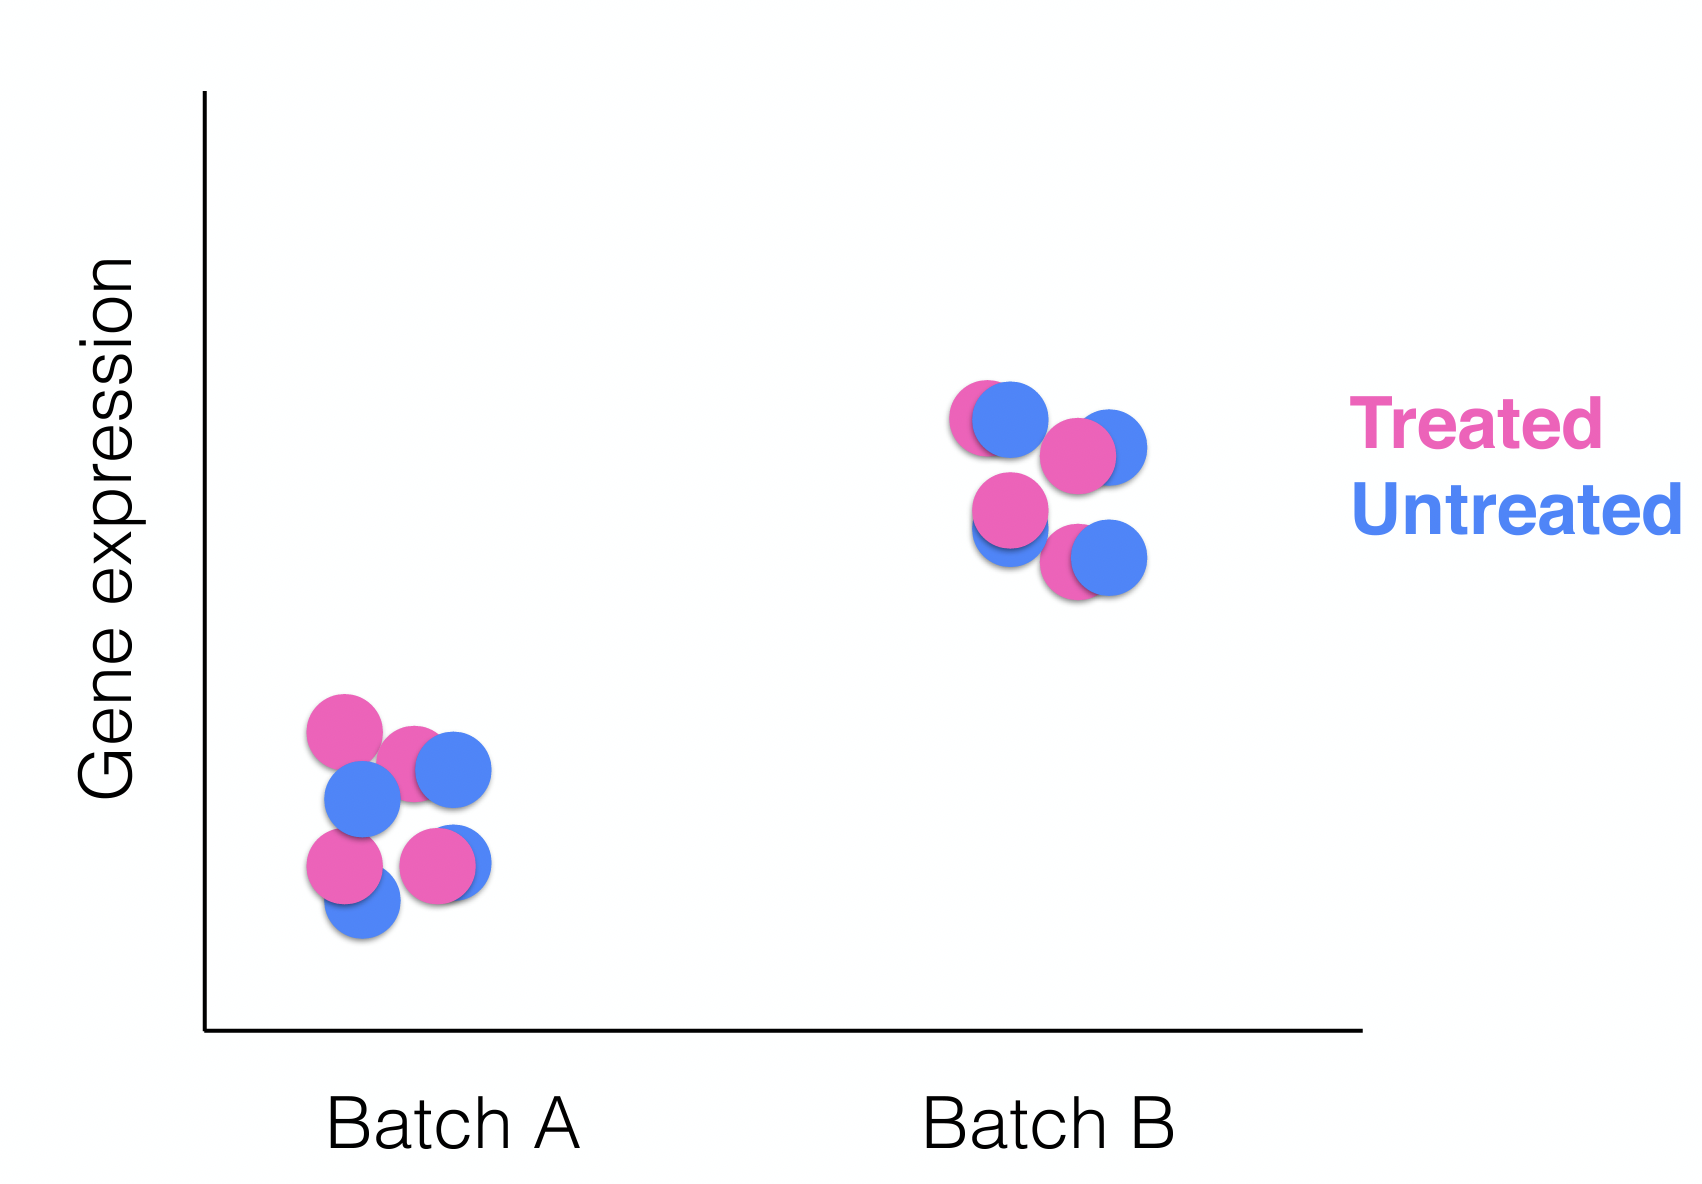 Gene expression
Treated
Untreated
Batch A
Batch B